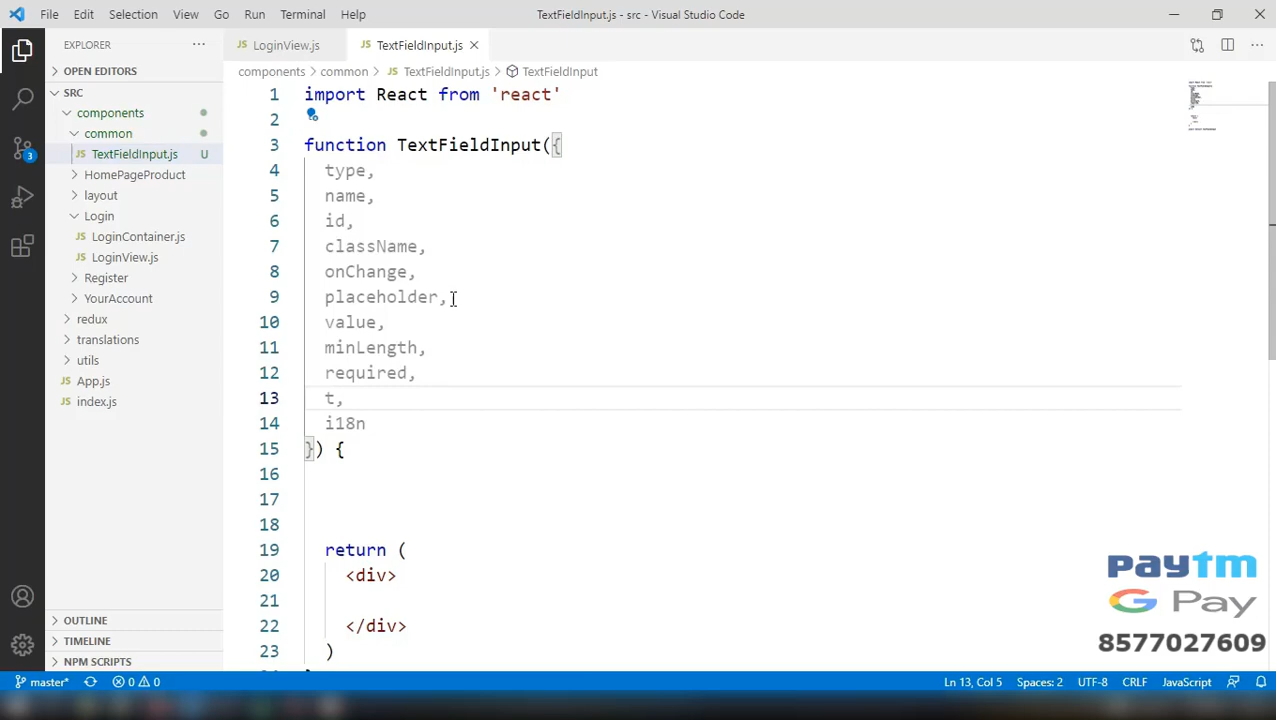 File Edit Selection View Go Run Terminal Help TextFieldInput.js - src - Visual Studio Code
EXPLORER
OPEN EDITORS
SRC
components
common
TextFieldInput.js U
HomePageProduct
layout
Login
LoginContainer.js
LoginView.js
Register
YourAccount
redux
translations
utils
App.js
index.js
OUTLINE
TIMELINE
NPM SCRIPTS
3
JS LoginView.js JS TextFieldInput.js
components > common > JS TextFieldInput.js > TextFieldInput
1 import React from 'react'
2
3 function TextFieldInput({
4 type,
5 name,
6 id,
7 className,
8 onChange,
9 placeholder,
10 value,
11 minLength,
12 required,
13 t,
14 i18n
15 }) {
16
17
18
19 return (
20 <div>
21
22 </div>
23 )
paytm
G Pay
8577027609
master* 0 0 Ln 13, Col 5 Spaces: 2 UTF-8 CRLF JavaScript